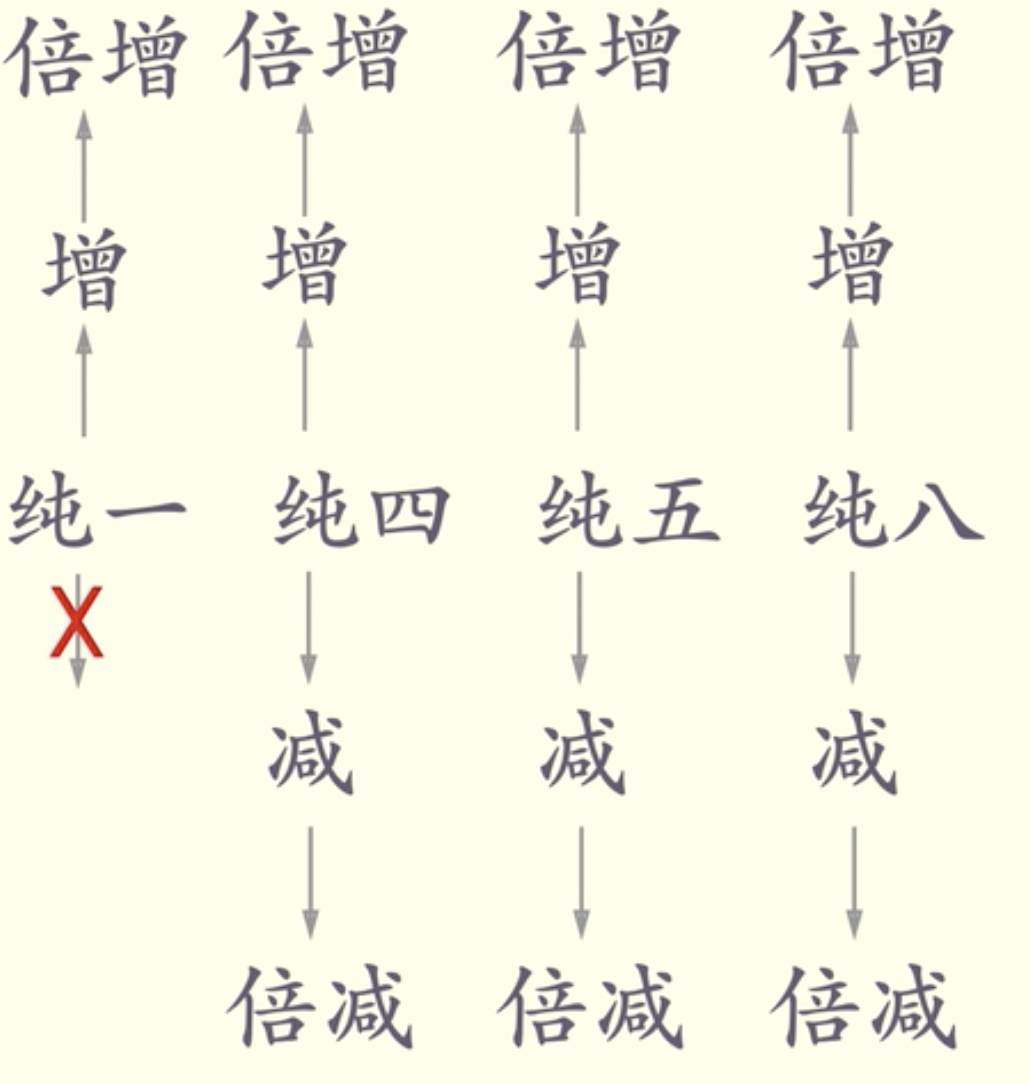 倍增 倍增 倍增 倍增
增 增 增 增
纯一 纯四 纯五 纯八
X
减 减 减
倍减 倍减 倍减